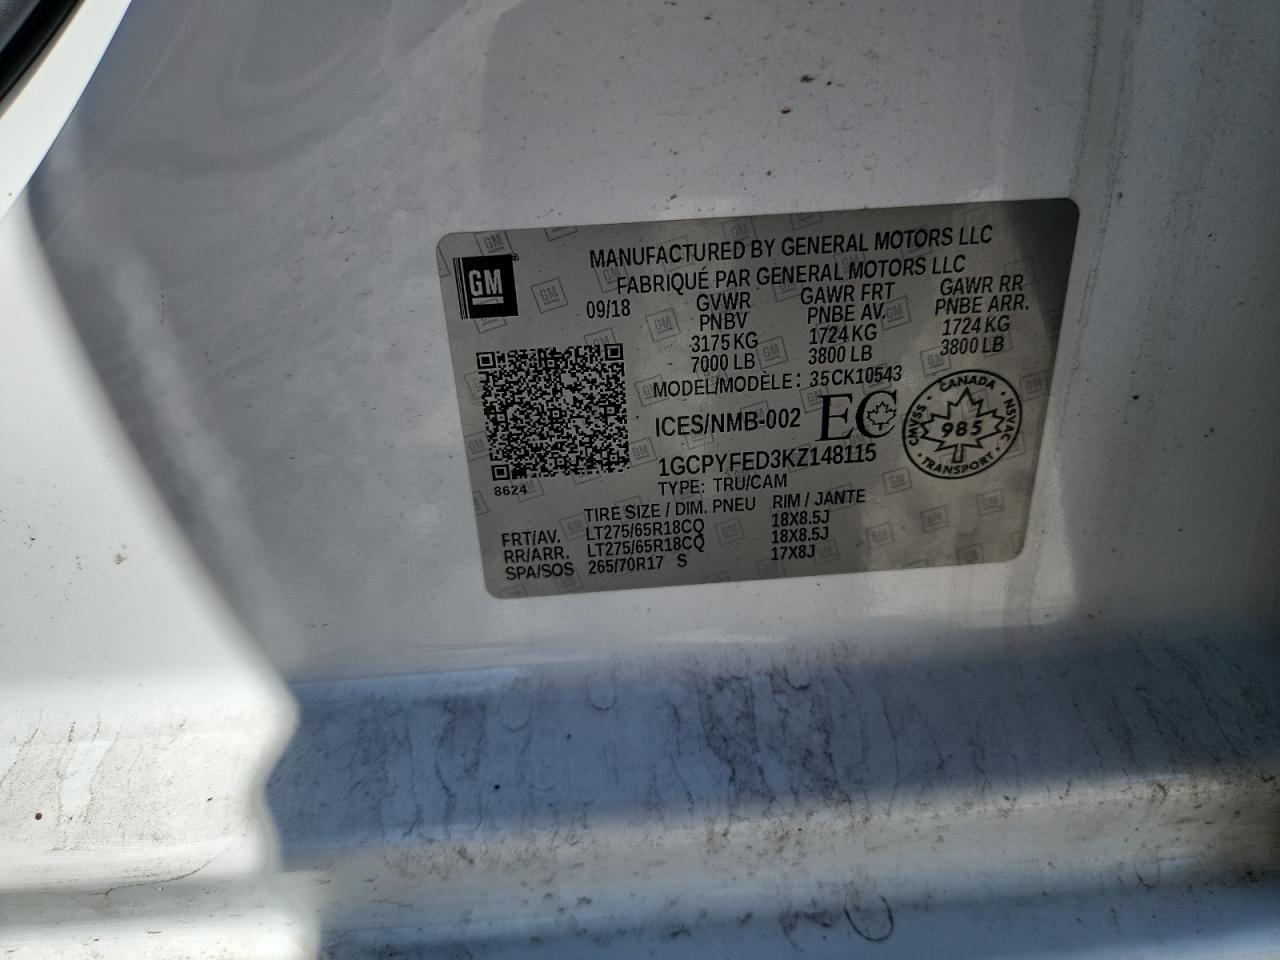 MANUFACTURED BY GENERAL MOTORS LLC
FABRIQUÉ PAR GENERAL MOTORS LLC
GM
®
09/18 GVWR GAWR FRT GAWR RR
PNBV PNBE AV. PNBE ARR.
3175 KG 1724 KG 1724 KG
7000 LB 3800 LB 3800 LB
MODEL/MODÈLE: 35CK10543
ICES/NMB-002 EC
CANADA
CMVSS 985 NSVAC
TRANSPORT
1GCPYFED3KZ148115
8624
TYPE: TRU/CAM
TIRE SIZE / DIM. PNEU RIM / JANTE
FRT/AV. LT275/65R18CQ 18X8.5J
RR/ARR. LT275/65R18CQ 18X8.5J
SPA/SOS 265/70R17 S 17X8J